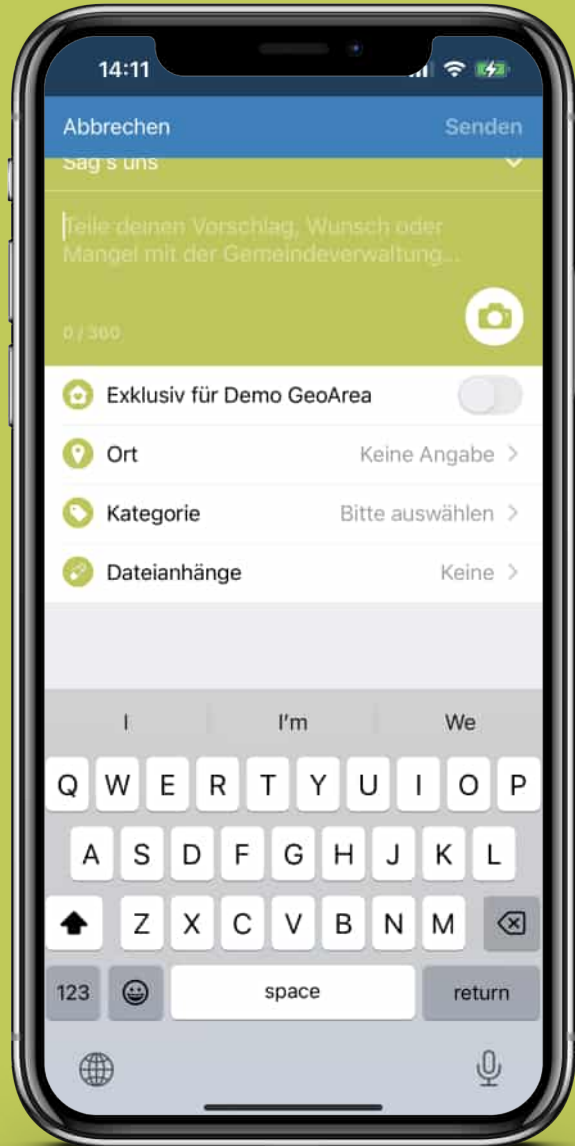 14:11
Abbrechen Senden
Sag's uns
Teile deinen Vorschlag, Wunsch oder
Mangel mit der Gemeindeverwaltung...
0 / 360
Exklusiv für Demo GeoArea
Ort Keine Angabe
Kategorie Bitte auswählen
Dateianhänge Keine
I I'm We
Q W E R T Y U I O P
A S D F G H J K L
Z X C V B N M
123 space return